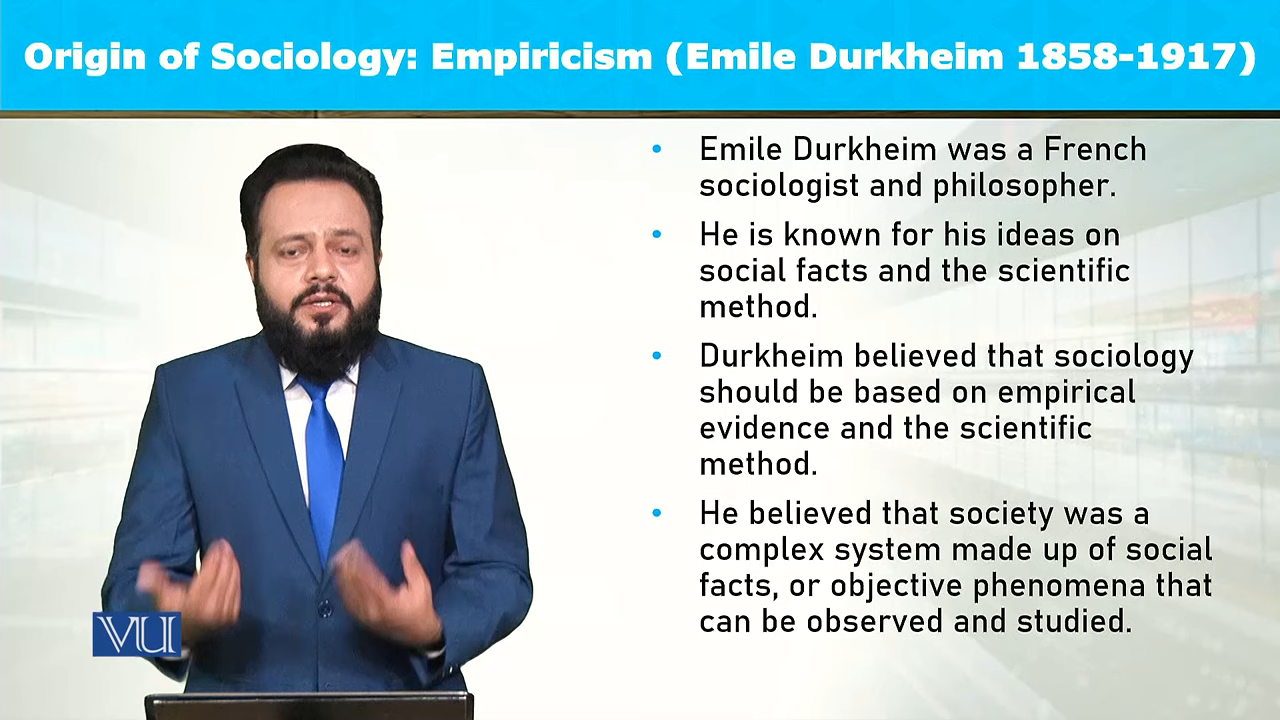 Origin of Sociology: Empiricism (Emile Durkheim 1858-1917)
• Emile Durkheim was a French
sociologist and philosopher.
• He is known for his ideas on
social facts and the scientific
method.
• Durkheim believed that sociology
should be based on empirical
evidence and the scientific
method.
• He believed that society was a
complex system made up of social
facts, or objective phenomena that
can be observed and studied.
VU